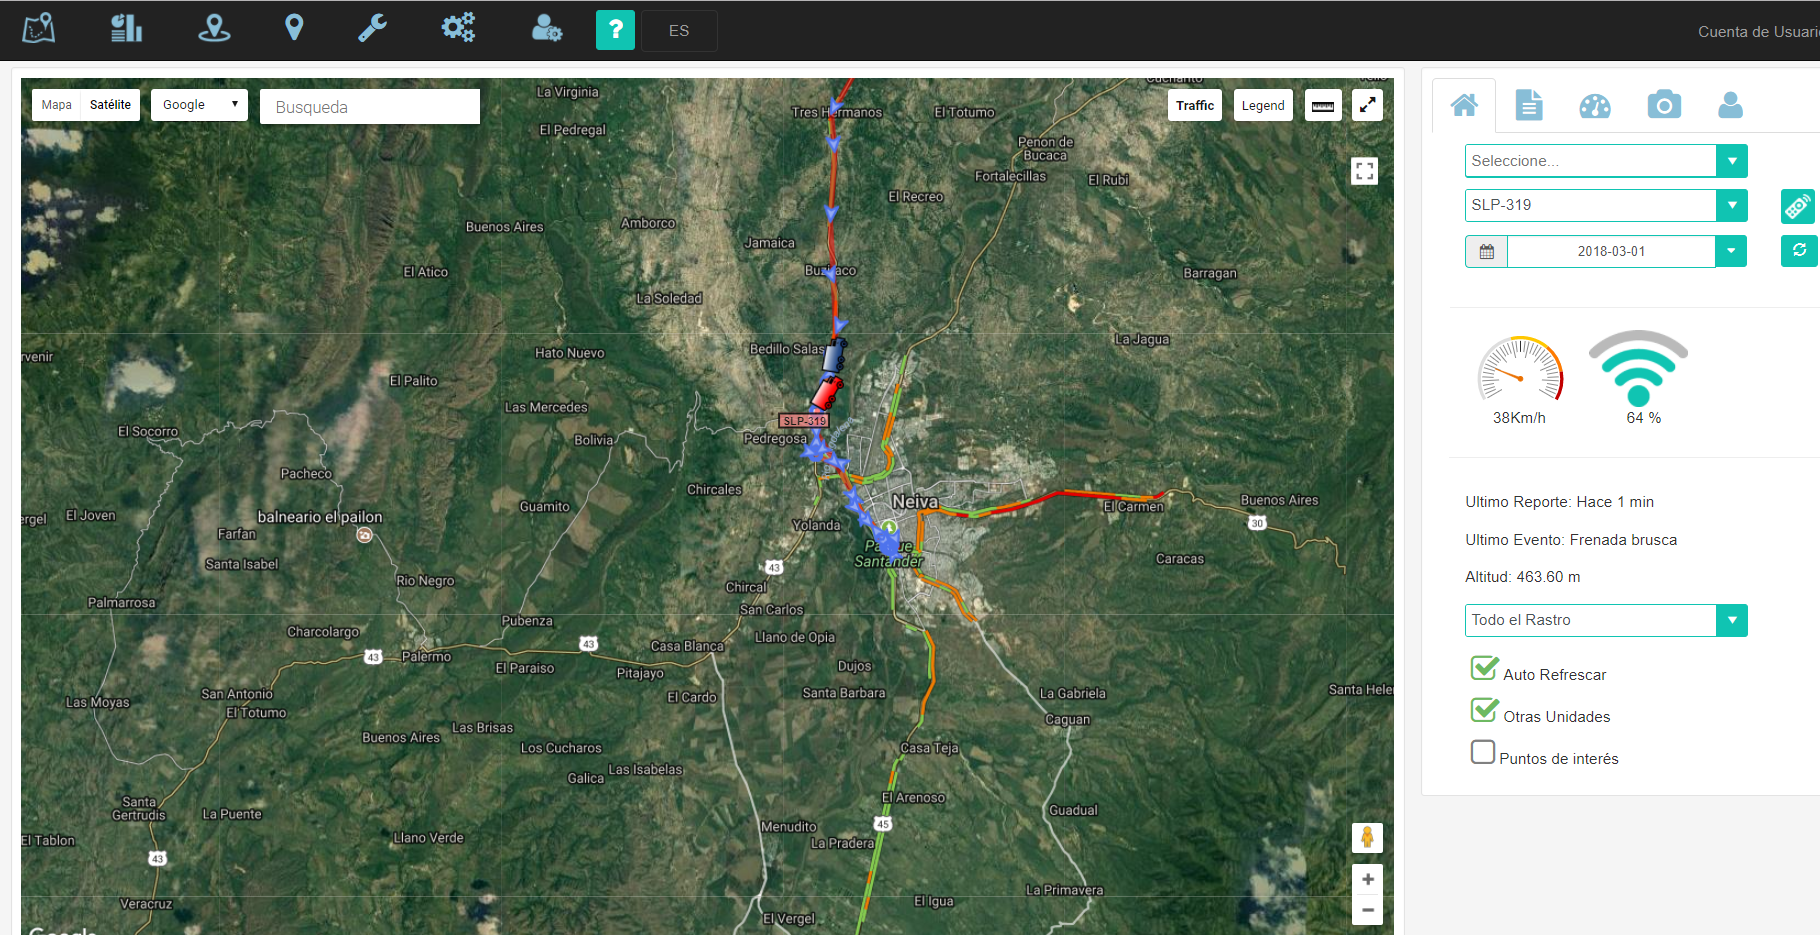 ES
Cuenta de Usuari
Mapa
Satélite
Google
Busqueda
Traffic
Legend
La Virginia
Tres Hermanos
El Totumo
El Pedregal
Penon de
Bucaca
Fortalecillas
El Rubi
El Recreo
Buenos Aires
Amborco
Jamaica
El Atico
Barragan
La Soledad
La Jagua
rvenir
Hato Nuevo
Bedillo Salas
El Palito
Las Mercedes
SLP-319
El Socorro
Bolivia
Pedregosa
Pacheco
Chircales
Neiva
Buenos Aires
Guamito
El Carmen
ergel
El Joven
balneario el pailon
30
Farfan
Yolanda
Parque
Santander
Santa Isabel
43
Caracas
Rio Negro
Chircal
Palmarrosa
San Carlos
Pubenza
Charcolargo
Llano de Opia
43
Casa Blanca
43
Palermo
El Paraiso
Pitajayo
Dujos
San Antonio
El Totumo
Las Moyas
El Cardo
Santa Barbara
La Gabriela
Santa Hele
Caguan
Las Brisas
Buenos Aires
Los Cucharos
Casa Teja
Las Isabelas
Galica
Santa
Gertrudis
La Puente
El Arenoso
Guadual
45
Menudito
La Pradera
El Tablon
Llano Verde
43
La Primavera
Veracruz
El Igua
El Vergel
Google
Seleccione...
SLP-319
2018-03-01
38Km/h
64 %
Ultimo Reporte: Hace 1 min
Ultimo Evento: Frenada brusca
Altitud: 463.60 m
Todo el Rastro
Auto Refrescar
Otras Unidades
Puntos de interés